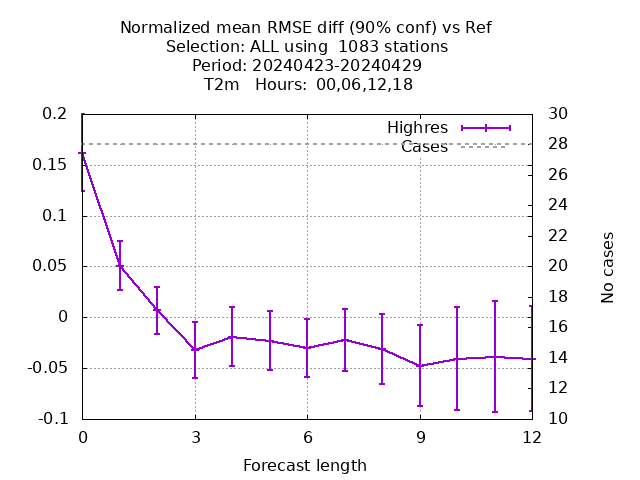 Normalized mean RMSE diff (90% conf) vs Ref
Selection: ALL using  1083 stations
Period: 20240423-20240429
T2m   Hours:  00,06,12,18
0.2
0.15
0.1
0.05
0
-0.05
-0.1
Highres
Cases
30
28
26
24
22
20
18
16
14
12
10
No cases
0
3
6
9
12
Forecast length